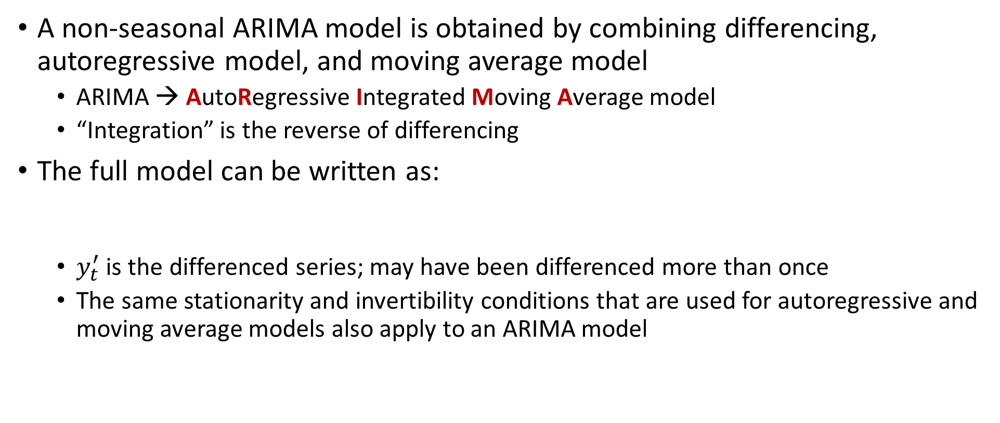 • A non-seasonal ARIMA model is obtained by combining differencing,
autoregressive model, and moving average model
• ARIMA → AutoRegressive Integrated Moving Average model
• “Integration” is the reverse of differencing
• The full model can be written as:
• y′ₜ is the differenced series; may have been differenced more than once
• The same stationarity and invertibility conditions that are used for autoregressive and
moving average models also apply to an ARIMA model